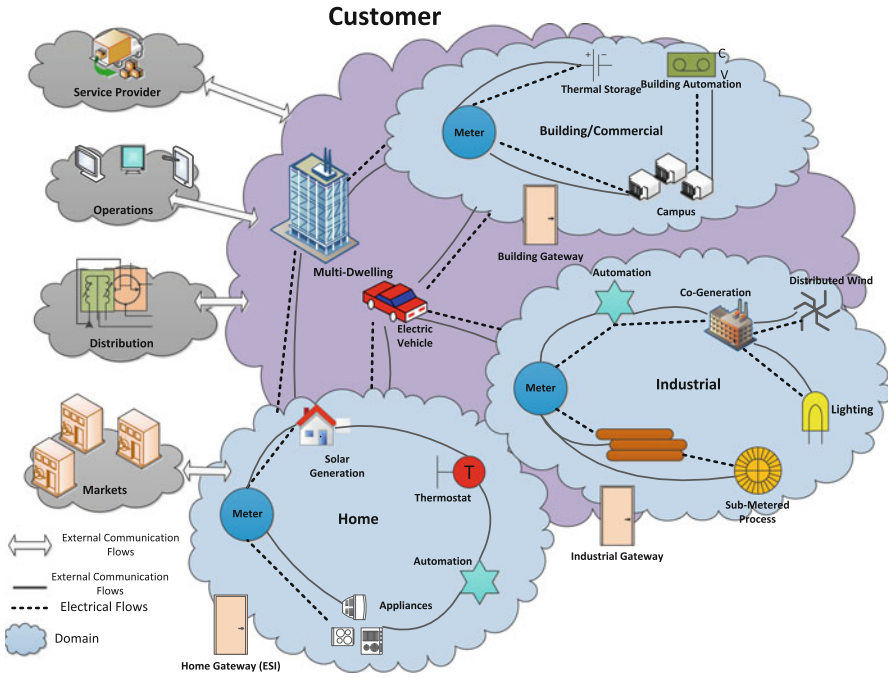 Customer
Service Provider
Operations
Distribution
Markets
Multi-Dwelling
Electric
Vehicle
+ -
Thermal Storage
C
V
Building Automation
Meter
Building/Commercial
Campus
Building Gateway
Automation
Co-Generation
Distributed Wind
Meter
Industrial
Lighting
Sub-Metered
Process
Industrial Gateway
Solar
Generation
T
Thermostat
Meter
Home
Automation
Appliances
Home Gateway (ESI)
External Communication
Flows
External Communication
Flows
Electrical Flows
Domain